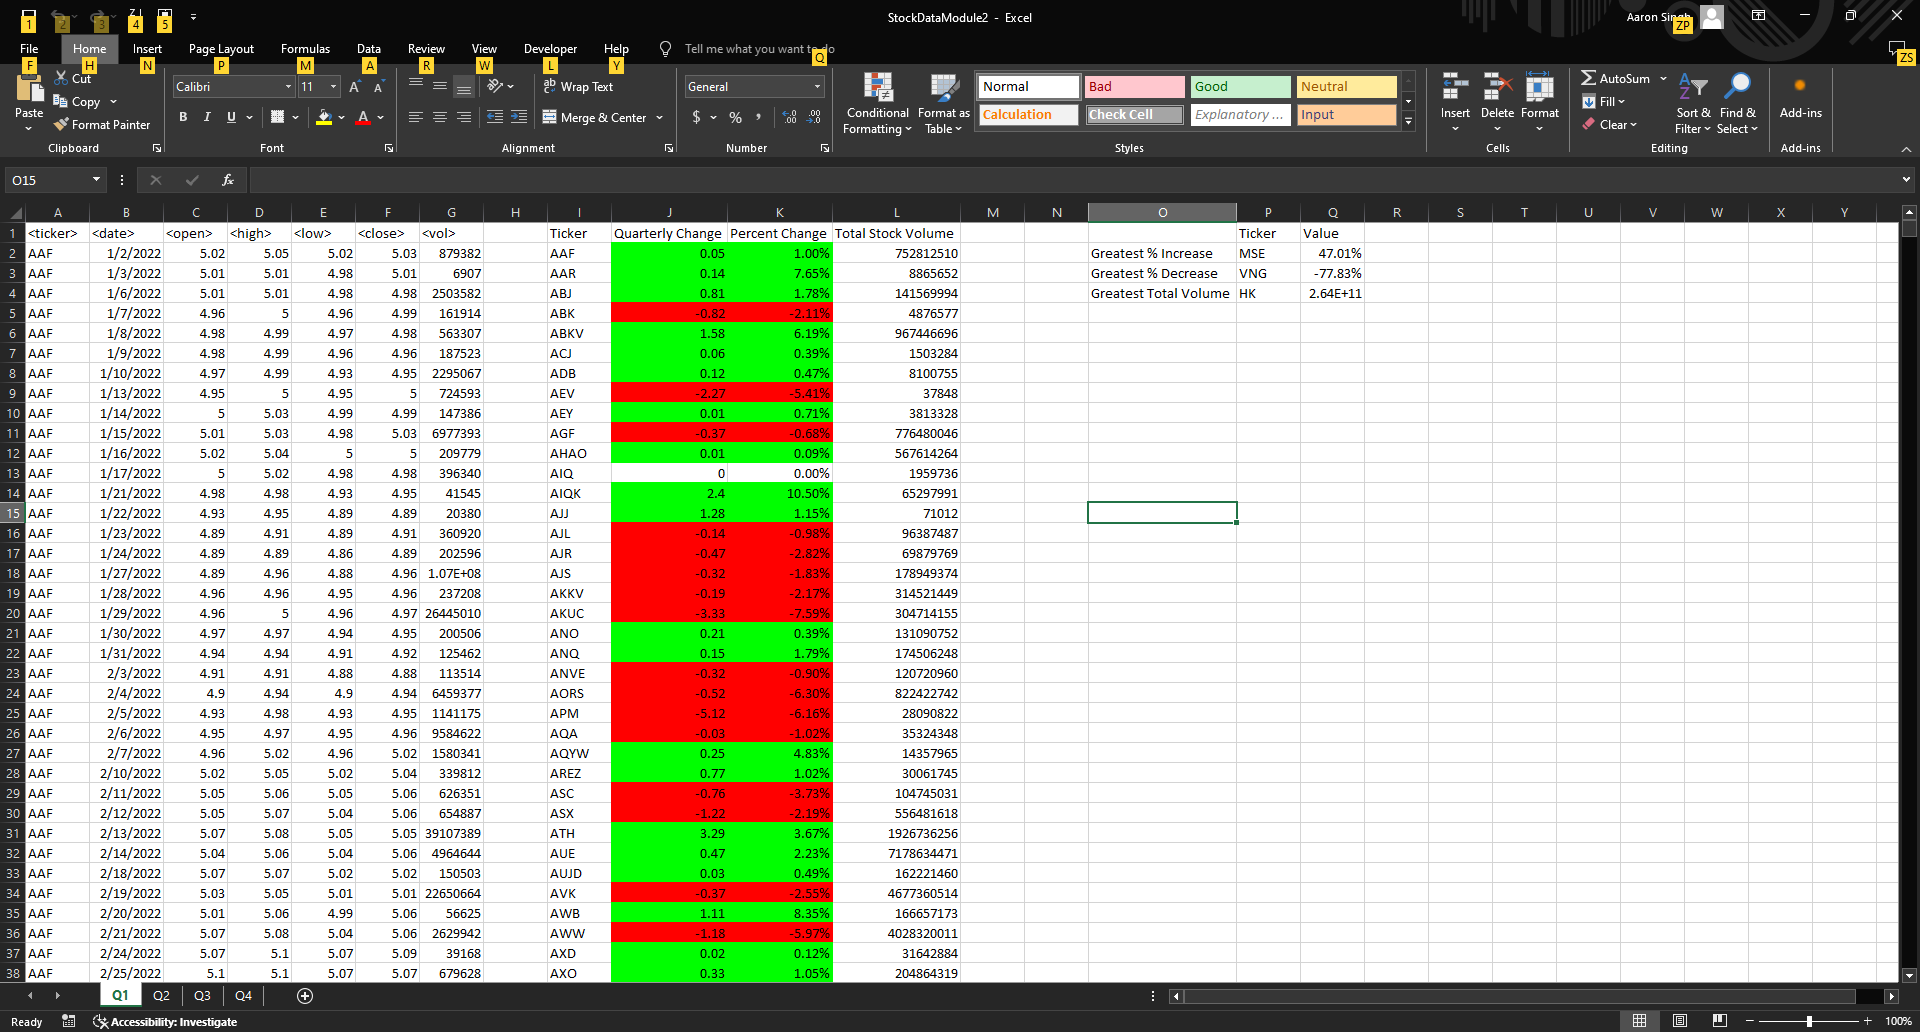 1 2 3 4 5 StockDataModule2 - Excel Aaron Singh ZP
File Home Insert Page Layout Formulas Data Review View Developer Help Tell me what you want to do
F H N P M A R W L Y Q ZS
Cut Calibri 11 Wrap Text General Normal Bad Good Neutral AutoSum
Paste Copy Conditional Formatting Format as Table Insert Delete Format Fill Sort & Filter Find & Select Add-ins
Format Painter B I U Merge & Center $ % , Calculation Check Cell Explanatory ... Input Clear
Clipboard Font Alignment Number Styles Cells Editing Add-ins
O15 fx
A B C D E F G H I J K L M N O P Q R S T U V W X Y
1 <ticker> <date> <open> <high> <low> <close> <vol> Ticker Quarterly Change Percent Change Total Stock Volume Ticker Value
2 AAF 1/2/2022 5.02 5.05 5.02 5.03 879382 AAF 0.05 1.00% 752812510 Greatest % Increase MSE 47.01%
3 AAF 1/3/2022 5.01 5.01 4.98 5.01 6907 AAR 0.14 7.65% 8865652 Greatest % Decrease VNG -77.83%
4 AAF 1/6/2022 5.01 5.01 4.98 4.98 2503582 ABJ 0.81 1.78% 141569994 Greatest Total Volume HK 2.64E+11
5 AAF 1/7/2022 4.96 5 4.96 4.99 161914 ABK -0.82 -2.11% 4876577
6 AAF 1/8/2022 4.98 4.99 4.97 4.98 563307 ABKV 1.58 6.19% 967446696
7 AAF 1/9/2022 4.98 4.99 4.96 4.96 187523 ACJ 0.06 0.39% 1503284
8 AAF 1/10/2022 4.97 4.99 4.93 4.95 2295067 ADB 0.12 0.47% 8100755
9 AAF 1/13/2022 4.95 5 4.95 5 724593 AEV -2.27 -5.41% 37848
10 AAF 1/14/2022 5 5.03 4.99 4.99 147386 AEY 0.01 0.71% 3813328
11 AAF 1/15/2022 5.01 5.03 4.98 5.03 6977393 AGF -0.37 -0.68% 776480046
12 AAF 1/16/2022 5.02 5.04 5 5 209779 AHAO 0.01 0.09% 567614264
13 AAF 1/17/2022 5 5.02 4.98 4.98 396340 AIQ 0 0.00% 1959736
14 AAF 1/21/2022 4.98 4.98 4.93 4.95 41545 AIQK 2.4 10.50% 65297991
15 AAF 1/22/2022 4.93 4.95 4.89 4.89 20380 AJJ 1.28 1.15% 71012
16 AAF 1/23/2022 4.89 4.91 4.89 4.91 360920 AJL -0.14 -0.98% 96387487
17 AAF 1/24/2022 4.89 4.89 4.86 4.89 202596 AJR -0.47 -2.82% 69879769
18 AAF 1/27/2022 4.89 4.96 4.88 4.96 1.07E+08 AJS -0.32 -1.83% 178949374
19 AAF 1/28/2022 4.96 4.96 4.95 4.96 237208 AKKV -0.19 -2.17% 314521449
20 AAF 1/29/2022 4.96 5 4.96 4.97 26445010 AKUC -3.33 -7.59% 304714155
21 AAF 1/30/2022 4.97 4.97 4.94 4.95 200506 ANO 0.21 0.39% 131090752
22 AAF 1/31/2022 4.94 4.94 4.91 4.92 125462 ANQ 0.15 1.79% 174506248
23 AAF 2/3/2022 4.91 4.91 4.88 4.88 113514 ANVE -0.32 -0.90% 120720960
24 AAF 2/4/2022 4.9 4.94 4.9 4.94 6459377 AORS -0.52 -6.30% 822422742
25 AAF 2/5/2022 4.93 4.98 4.93 4.95 1141175 APM -5.12 -6.16% 28090822
26 AAF 2/6/2022 4.95 4.97 4.95 4.96 9584622 AQA -0.03 -1.02% 35324348
27 AAF 2/7/2022 4.96 5.02 4.96 5.02 1580341 AQYW 0.25 4.83% 14357965
28 AAF 2/10/2022 5.02 5.05 5.02 5.04 339812 AREZ 0.77 1.02% 30061745
29 AAF 2/11/2022 5.05 5.06 5.05 5.06 626351 ASC -0.76 -3.73% 104745031
30 AAF 2/12/2022 5.05 5.07 5.04 5.06 654887 ASX -1.22 -2.19% 556481618
31 AAF 2/13/2022 5.07 5.08 5.05 5.05 39107389 ATH 3.29 3.67% 1926736256
32 AAF 2/14/2022 5.04 5.06 5.04 5.06 4964644 AUE 0.47 2.23% 7178634471
33 AAF 2/18/2022 5.07 5.07 5.02 5.02 150503 AUJD 0.03 0.49% 162221460
34 AAF 2/19/2022 5.03 5.05 5.01 5.01 22650664 AVK -0.37 -2.55% 4677360514
35 AAF 2/20/2022 5.01 5.06 4.99 5.06 56625 AWB 1.11 8.35% 166657173
36 AAF 2/21/2022 5.07 5.08 5.04 5.06 2629942 AWW -1.18 -5.97% 4028320011
37 AAF 2/24/2022 5.07 5.1 5.07 5.09 39168 AXD 0.02 0.12% 31642884
38 AAF 2/25/2022 5.1 5.1 5.07 5.07 679628 AXO 0.33 1.05% 204864319
Q1 Q2 Q3 Q4
Ready Accessibility: Investigate 100%